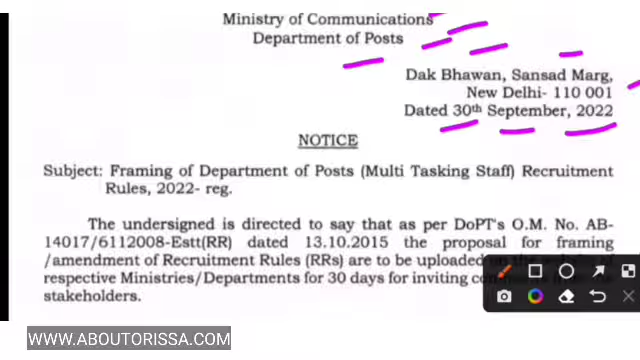 Ministry of Communications
Department of Posts
Dak Bhawan, Sansad Marg,
New Delhi- 110 001
Dated 30th September, 2022
NOTICE
Subject: Framing of Department of Posts (Multi Tasking Staff) Recruitment
Rules, 2022- reg.
The undersigned is directed to say that as per DoPT's O.M. No. AB-
14017/6112008-Estt(RR) dated 13.10.2015 the proposal for framing
/amendment of Recruitment Rules (RRs) are to be uploaded
respective Ministries/Departments for 30 days for inviting
stakeholders.
WWW.ABOUTORISSA.COM